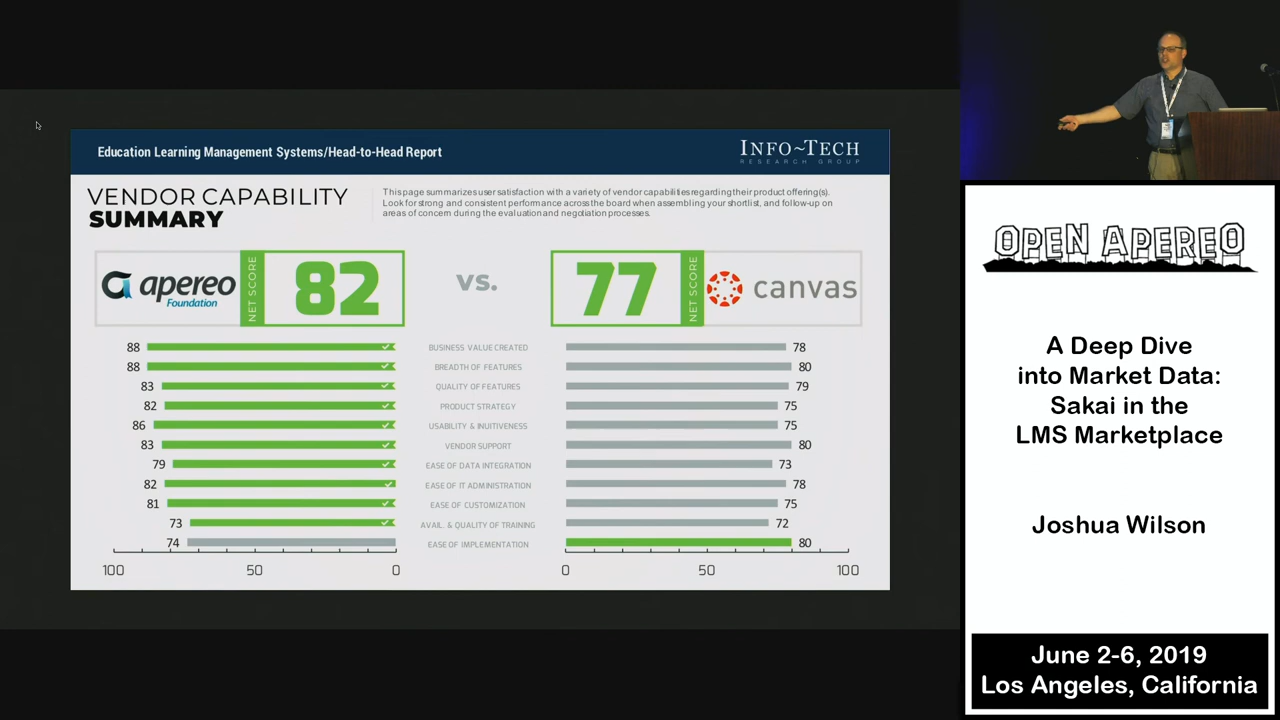 Education Learning Management Systems/Head-to-Head Report
INFO~TECH
RESEARCH GROUP
VENDOR CAPABILITY
SUMMARY
This page summarizes user satisfaction with a variety of vendor capabilities regarding their product offering(s).
Look for strong and consistent performance across the board when assembling your shortlist, and follow-up on
areas of concern during the evaluation and negotiation processes.
apereo
Foundation
NET SCORE
82
vs.
77
NET SCORE
canvas
88 BUSINESS VALUE CREATED 78
88 BREADTH OF FEATURES 80
83 QUALITY OF FEATURES 79
82 PRODUCT STRATEGY 75
86 USABILITY & INUITIVENESS 75
83 VENDOR SUPPORT 80
79 EASE OF DATA INTEGRATION 73
82 EASE OF IT ADMINISTRATION 78
81 EASE OF CUSTOMIZATION 75
73 AVAIL. & QUALITY OF TRAINING 72
74 EASE OF IMPLEMENTATION 80
100 50 0 0 50 100
OPEN APEREO
A Deep Dive
into Market Data:
Sakai in the
LMS Marketplace
Joshua Wilson
June 2-6, 2019
Los Angeles, California